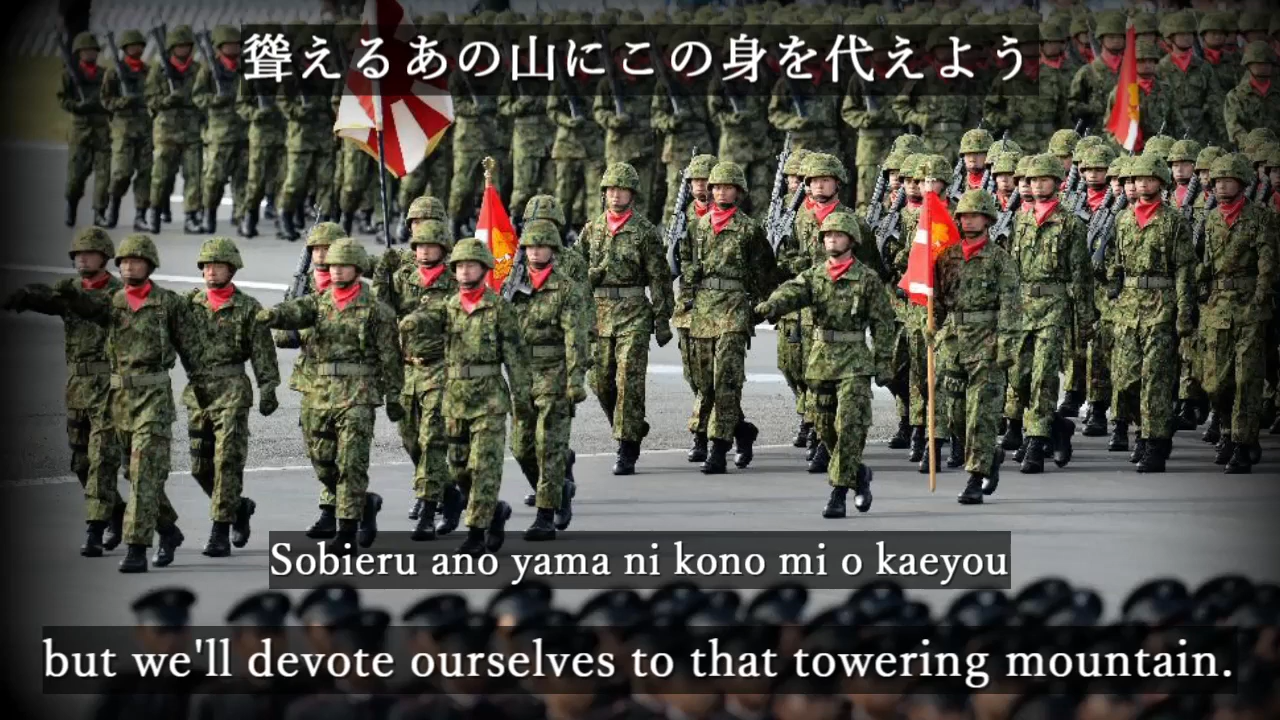 聳えるあの山にこの身を代えよう
Sobieru ano yama ni kono mi o kaeyou
but we'll devote ourselves to that towering mountain.